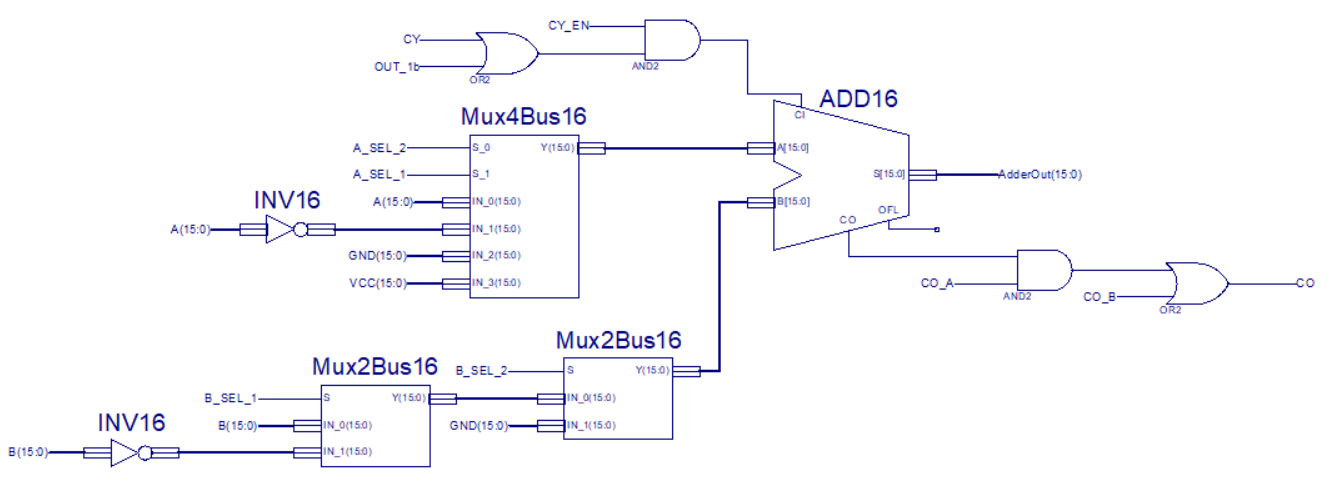 CY_EN
CY
OUT_1b
OR2
AND2
ADD16
CI
Mux4Bus16
A_SEL_2
S_0
Y(15:0)
A[15:0]
A_SEL_1
S_1
S[15:0]
AdderOut(15:0)
INV16
A(15:0)
IN_0(15:0)
B[15:0]
A(15:0)
IN_1(15:0)
OFL
CO
GND(15:0)
IN_2(15:0)
VCC(15:0)
IN_3(15:0)
CO_A
AND2
CO_B
OR2
CO
Mux2Bus16
B_SEL_2
S
Y(15:0)
Mux2Bus16
B_SEL_1
S
Y(15:0)
IN_0(15:0)
INV16
B(15:0)
IN_0(15:0)
GND(15:0)
IN_1(15:0)
B(15:0)
IN_1(15:0)